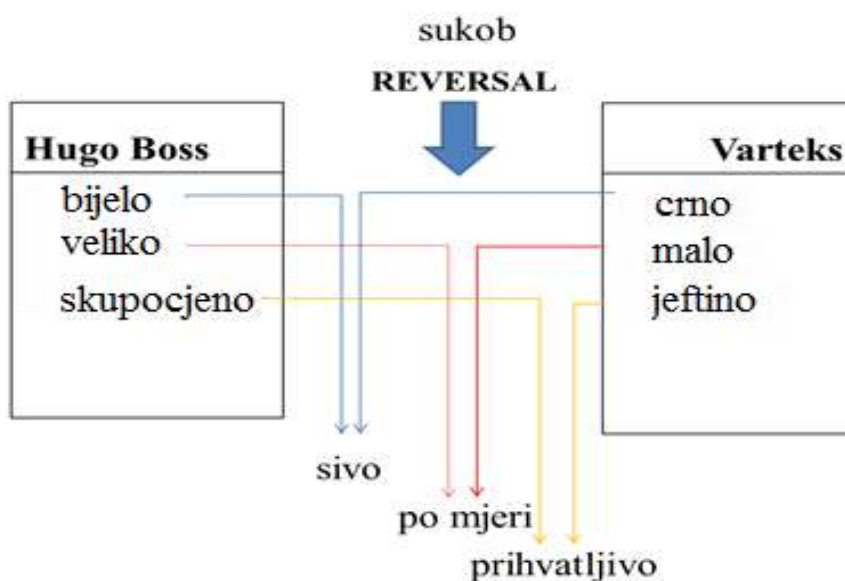 sukob
REVERSAL
Hugo Boss
bijelo
veliko
skupocjeno
Varteks
crno
malo
jeftino
sivo
po mjeri
prihvatljivo